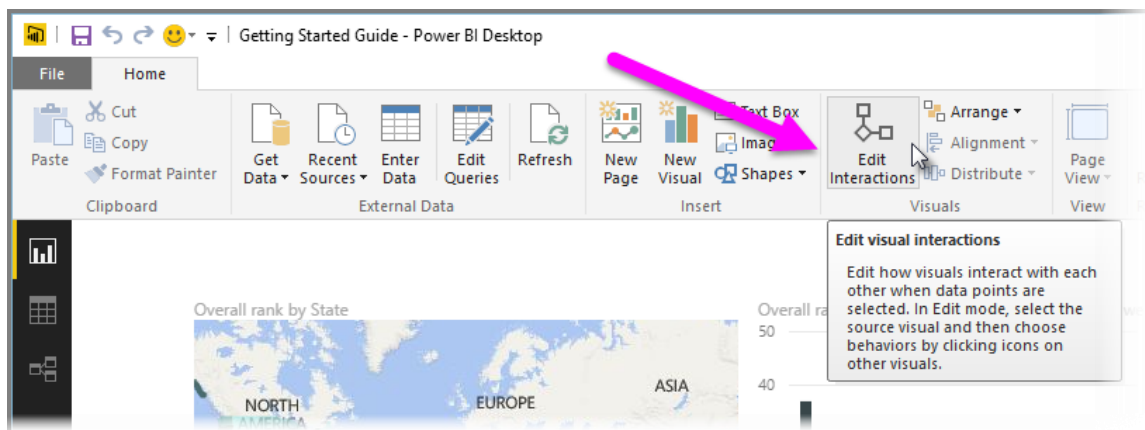 Getting Started Guide - Power BI Desktop
File Home
Cut
Copy
Format Painter
Paste
Get Data
Recent Sources
Enter Data
Edit Queries
Refresh
New Page
New Visual
Text Box
Shapes
Edit Interactions
Arrange
Alignment
Distribute
Page View
Clipboard External Data Insert Visuals View
Edit visual interactions
Edit how visuals interact with each
other when data points are
selected. In Edit mode, select the
source visual and then choose
behaviors by clicking icons on
other visuals.
Overall rank by State
Overall
50
40
NORTH
AMERICA
EUROPE
ASIA